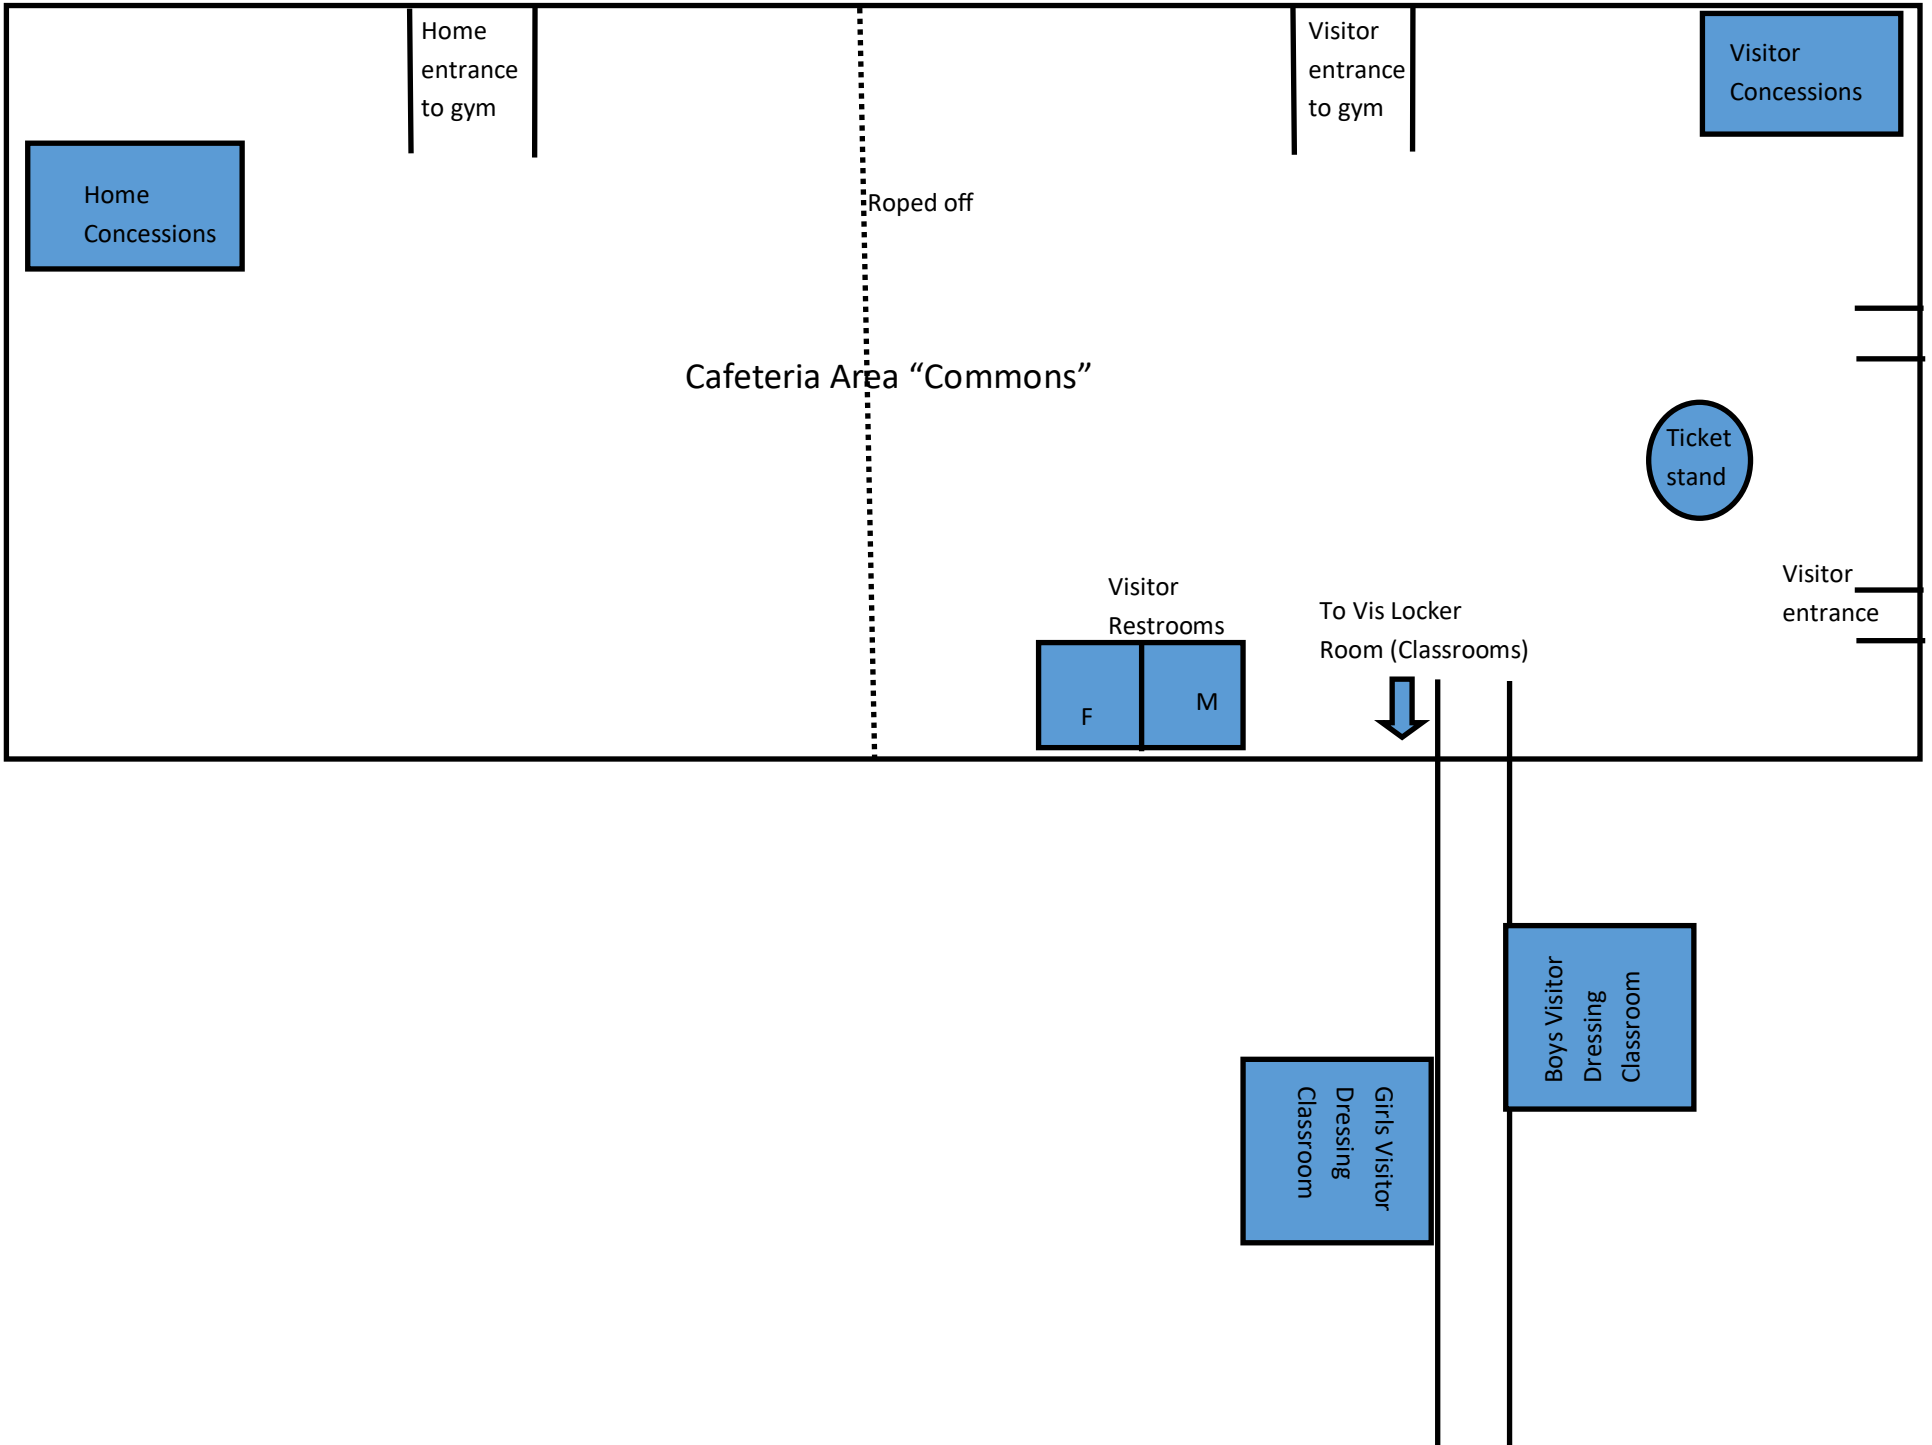 Home
entrance
to gym
Visitor
entrance
to gym
Visitor
Concessions
Home
Concessions
Roped off
Cafeteria Area “Commons”
Ticket
stand
Visitor
entrance
Visitor
Restrooms
To Vis Locker
Room (Classrooms)
F
M
Boys Visitor
Dressing
Classroom
Girls Visitor
Dressing
Classroom